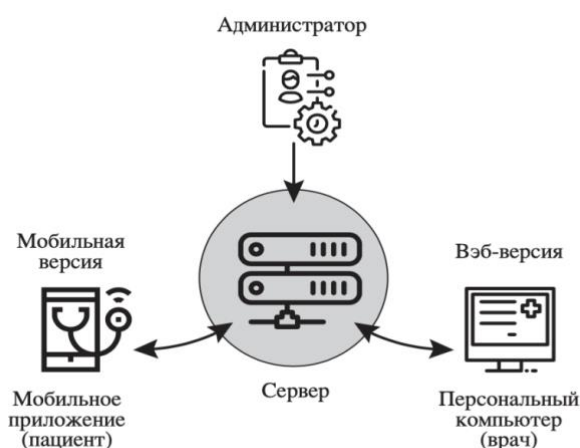 Администратор
Мобильная
версия
Вэб-версия
Сервер
Мобильное
приложение
(пациент)
Персональный
компьютер
(врач)